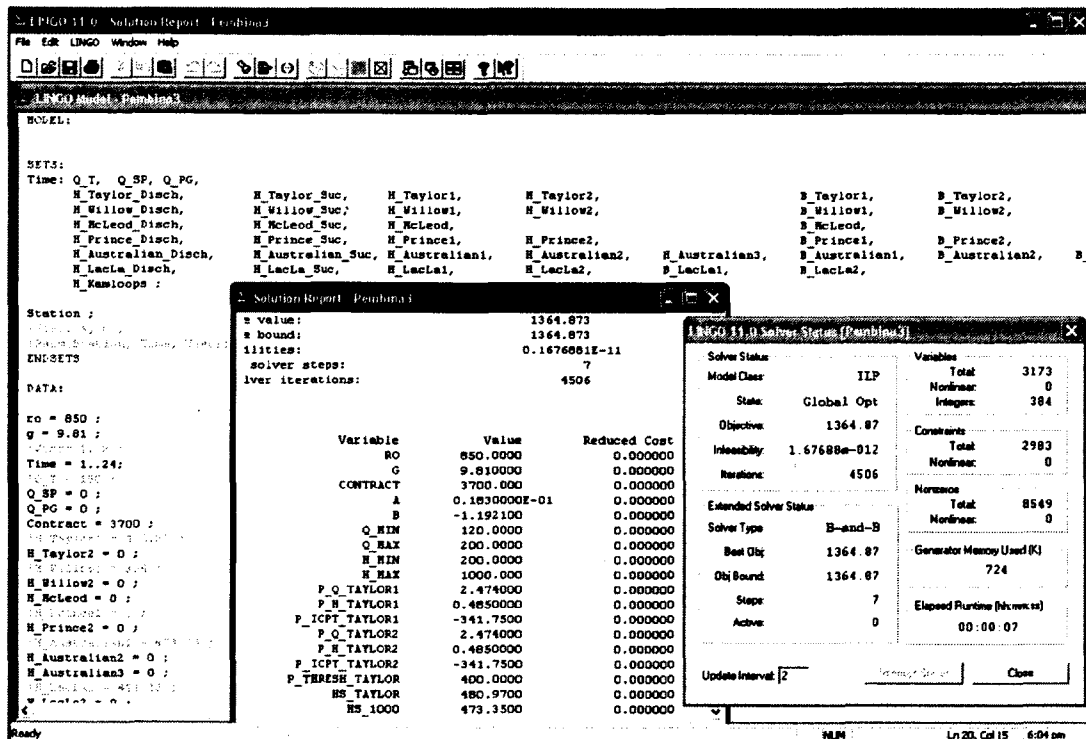 LINGO 11.0 - Solution Report - Pembina3
File Edit LINGO Window Help
LINGO Model - Pembina3
MODEL:
SETS:
Time: Q_T, Q_SP, Q_PG,
H_Taylor_Disch, H_Taylor_Suc, H_Taylor1, H_Taylor2, B_Taylor1, B_Taylor2,
H_Willow_Disch, H_Willow_Suc, H_Willow1, H_Willow2, B_Willow1, B_Willow2,
H_McLeod_Disch, H_McLeod_Suc, H_McLeod, B_McLeod,
H_Prince_Disch, H_Prince_Suc, H_Prince1, H_Prince2, B_Prince1, B_Prince2,
H_Australian_Disch, H_Australian_Suc, H_Australian1, H_Australian2, H_Australian3, B_Australian1, B_Australian2, B_
H_LacLa_Disch, H_LacLa_Suc, H_LacLa1, H_LacLa2, B_LacLa1, B_LacLa2,
H_Kamloops ;
Station ;
ENDSETS
DATA:
ro = 850 ;
g = 9.81 ;
Time = 1..24;
Q_SP = 0 ;
Q_PG = 0 ;
Contract = 3700 ;
H_Taylor2 = 0 ;
H_Willow2 = 0 ;
H_McLeod = 0 ;
H_Prince2 = 0 ;
H_Australian2 = 0 ;
H_Australian3 = 0 ;
Solution Report - Pembina3
e value: 1364.873
e bound: 1364.873
ilities: 0.1676881E-11
solver steps: 7
lver iterations: 4506
Variable Value Reduced Cost
RO 850.0000 0.000000
G 9.810000 0.000000
CONTRACT 3700.000 0.000000
A 0.1830000E-01 0.000000
B -1.192100 0.000000
Q_MIN 120.0000 0.000000
Q_MAX 200.0000 0.000000
H_MIN 200.0000 0.000000
H_MAX 1000.000 0.000000
P_Q_TAYLOR1 2.474000 0.000000
P_H_TAYLOR1 0.4850000 0.000000
P_ICPT_TAYLOR1 -341.7500 0.000000
P_Q_TAYLOR2 2.474000 0.000000
P_H_TAYLOR2 0.4850000 0.000000
P_ICPT_TAYLOR2 -341.7500 0.000000
P_THRESH_TAYLOR 400.0000 0.000000
HS_TAYLOR 480.9700 0.000000
HS_1000 473.3500 0.000000
LINGO 11.0 Solver Status [Pembina3]
Solver Status
Model Class: ILP
State: Global Opt
Objective: 1364.87
Infeasibility: 1.67688e-012
Iterations: 4506
Extended Solver Status
Solver Type B-and-B
Best Obj: 1364.87
Obj Bound: 1364.87
Steps: 7
Active: 0
Variables
Total: 3173
Nonlinear: 0
Integers: 384
Constraints
Total: 2983
Nonlinear: 0
Nonzeros
Total: 8549
Nonlinear: 0
Generator Memory Used (K)
724
Elapsed Runtime (hh:mm:ss)
00:00:07
Update Interval: 2
Close
Ready NUM Ln 20, Col 15 6:04 pm